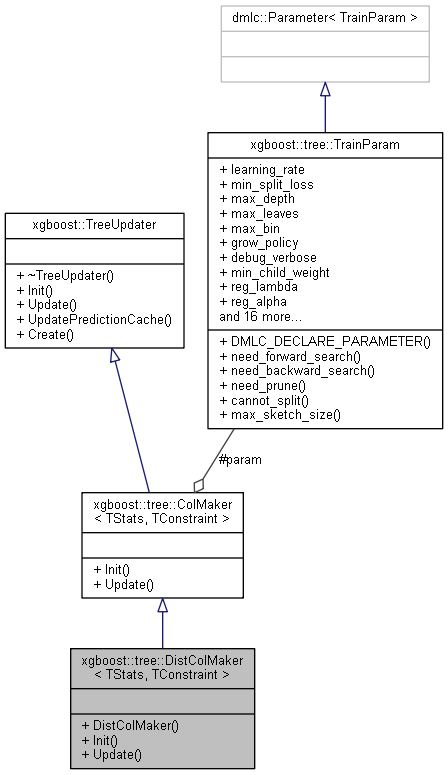 dmlc::Parameter< TrainParam >
xgboost::tree::TrainParam
+ learning_rate
+ min_split_loss
+ max_depth
+ max_leaves
+ max_bin
+ grow_policy
+ debug_verbose
+ min_child_weight
+ reg_lambda
+ reg_alpha
and 16 more...
+ DMLC_DECLARE_PARAMETER()
+ need_forward_search()
+ need_backward_search()
+ need_prune()
+ cannot_split()
+ max_sketch_size()
xgboost::TreeUpdater
+ ~TreeUpdater()
+ Init()
+ Update()
+ UpdatePredictionCache()
+ Create()
#param
xgboost::tree::ColMaker
< TStats, TConstraint >
+ Init()
+ Update()
xgboost::tree::DistColMaker
< TStats, TConstraint >
+ DistColMaker()
+ Init()
+ Update()